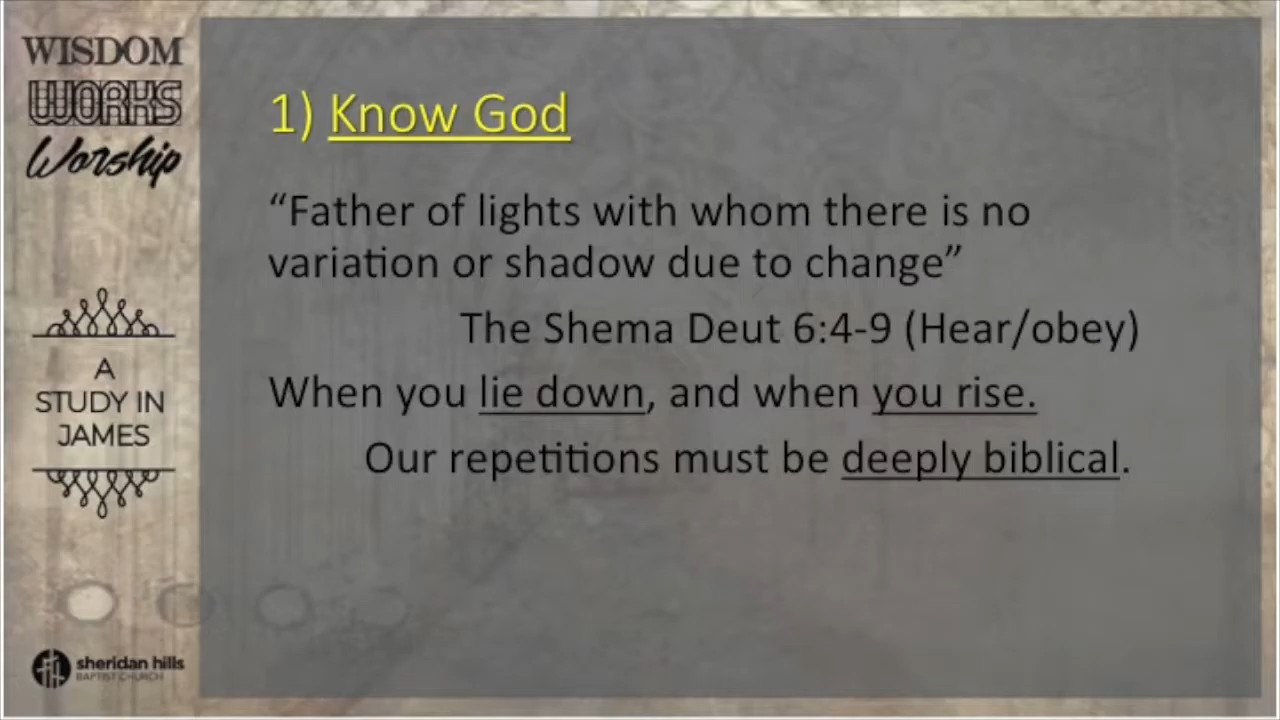 WISDOM
WORKS
Worship
A
STUDY IN
JAMES
sheridan hills
BAPTIST CHURCH
1) Know God
“Father of lights with whom there is no
variation or shadow due to change”
The Shema Deut 6:4-9 (Hear/obey)
When you lie down, and when you rise.
Our repetitions must be deeply biblical.